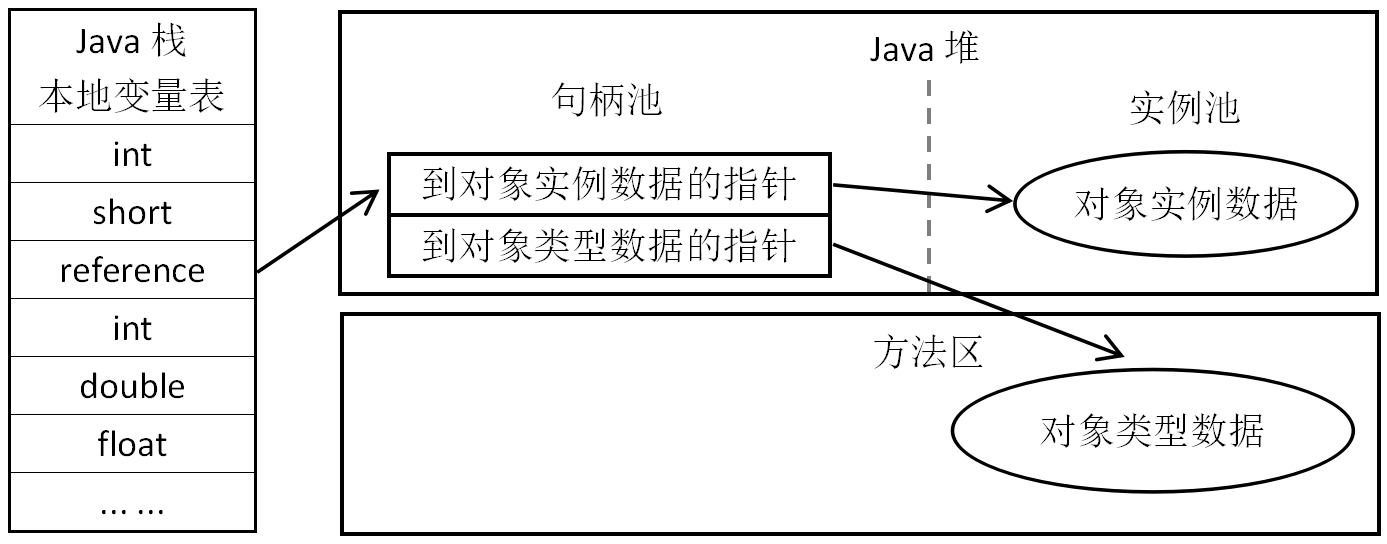 Java 栈
本地变量表
int
short
reference
int
double
float
... ...
Java 堆
句柄池
实例池
到对象实例数据的指针
到对象类型数据的指针
对象实例数据
方法区
对象类型数据